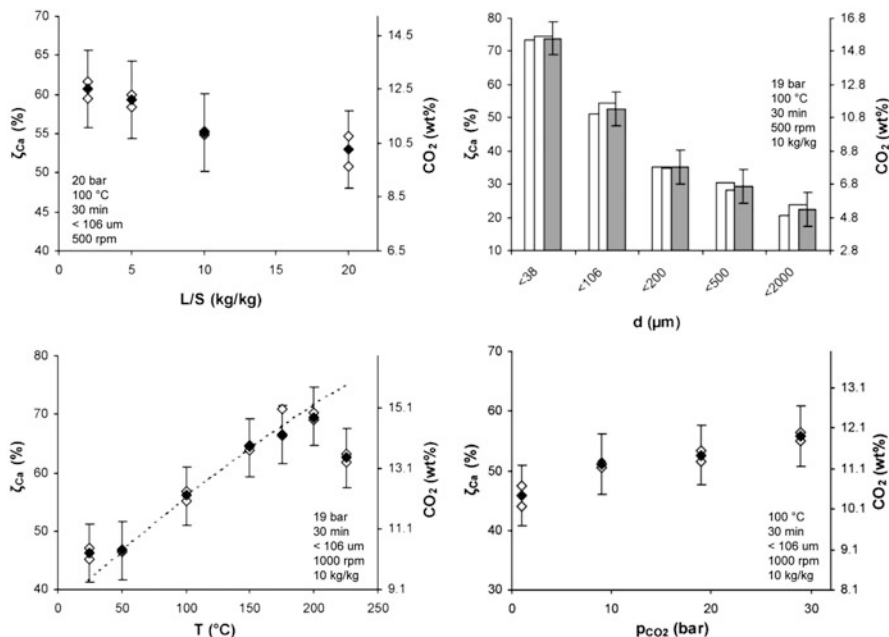 70
65
60
55
50
45
40
ζCa (%)
14.5
12.5
10.5
8.5
6.5
CO2 (wt%)
20 bar
100 °C
30 min
< 106 um
500 rpm
0 5 10 15 20
L/S (kg/kg)
80
70
60
50
40
30
20
10
ζCa (%)
16.8
14.8
12.8
10.8
8.8
6.8
4.8
2.8
CO2 (wt%)
19 bar
100 °C
30 min
500 rpm
10 kg/kg
<38 <106 <200 <500 <2000
d (µm)
80
70
60
50
40
ζCa (%)
15.1
13.1
11.1
9.1
CO2 (wt%)
19 bar
30 min
< 106 um
1000 rpm
10 kg/kg
0 50 100 150 200 250
T (°C)
70
60
50
40
30
ζCa (%)
13.1
12.1
11.1
10.1
9.1
8.1
CO2 (wt%)
100 °C
30 min
< 106 um
1000 rpm
10 kg/kg
0 10 20 30
pCO2 (bar)